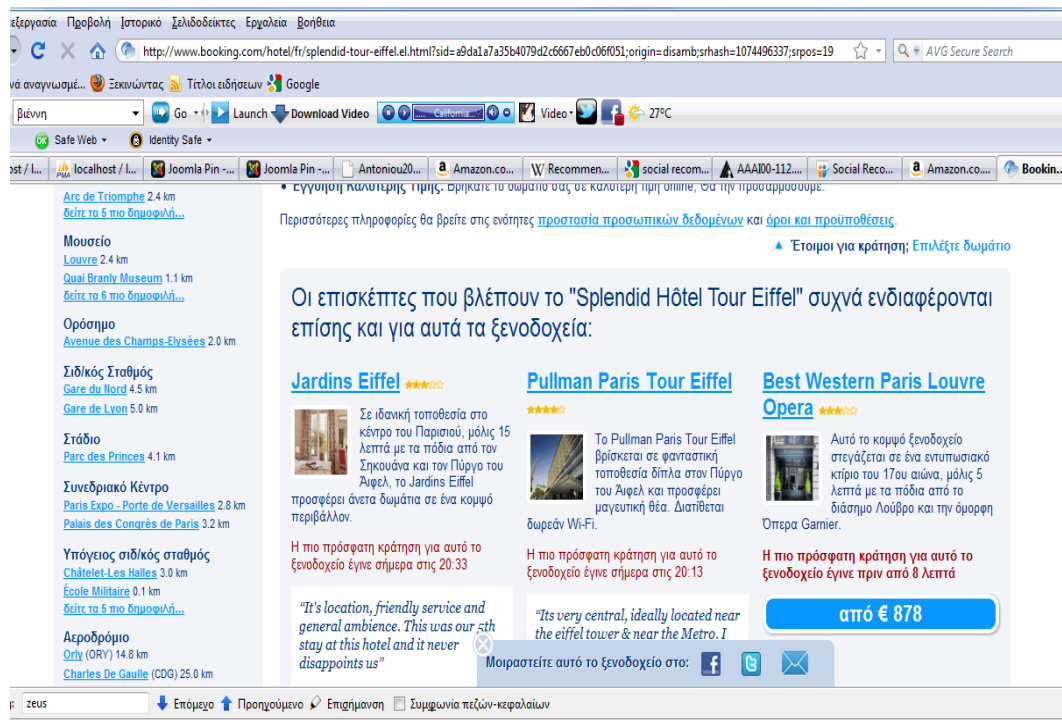 εξεργασία Προβολή Ιστορικό Σελιδοδείκτες Εργαλεία Βοήθεια
http://www.booking.com/hotel/fr/splendid-tour-eiffel.el.html?sid=a9da1a7a35b4079d2c6667eb0c06f051;origin=disamb;srhash=1074496337;srpos=19 AVG Secure Search
νά αναγνωσμέ... Ξεκινώντας Τίτλοι ειδήσεων Google
βιέννη Go Launch Download Video .... California... Video 27°C
Safe Web Identity Safe
ost / l... localhost / l... Joomla Pin -... Joomla Pin -... Antoniou20... Amazon.co... Recommen... social recom... AAAI00-112... Social Reco... Amazon.co.... Bookin...
Arc de Triomphe 2.4 km
δείτε τα 5 πιο δημοφιλή...
Μουσείο
Louvre 2.4 km
Quai Branly Museum 1.1 km
δείτε τα 6 πιο δημοφιλή...
Ορόσημο
Avenue des Champs-Elysées 2.0 km
Σιδ/κός Σταθμός
Gare du Nord 4.5 km
Gare de Lyon 5.0 km
Στάδιο
Parc des Princes 4.1 km
Συνεδριακό Κέντρο
Paris Expo - Porte de Versailles 2.8 km
Palais des Congrès de Paris 3.2 km
Υπόγειος σιδ/κός σταθμός
Châtelet-Les Halles 3.0 km
École Militaire 0.1 km
δείτε τα 5 πιο δημοφιλή...
Αεροδρόμιο
Orly (ORY) 14.8 km
Charles De Gaulle (CDG) 25.0 km
• Εγγύηση Καλύτερης Τιμής. Βρήκατε το δωμάτιό σας σε καλύτερη τιμή online; Θα την προσαρμόσουμε.
Περισσότερες πληροφορίες θα βρείτε στις ενότητες προστασία προσωπικών δεδομένων και όροι και προϋποθέσεις.
Έτοιμοι για κράτηση; Επιλέξτε δωμάτιο
Οι επισκέπτες που βλέπουν το "Splendid Hôtel Tour Eiffel" συχνά ενδιαφέρονται
επίσης και για αυτά τα ξενοδοχεία:
Jardins Eiffel
Σε ιδανική τοποθεσία στο
κέντρο του Παρισιού, μόλις 15
λεπτά με τα πόδια από τον
Σηκουάνα και τον Πύργο του
Άιφελ, το Jardins Eiffel
προσφέρει άνετα δωμάτια σε ένα κομψό
περιβάλλον.
Η πιο πρόσφατη κράτηση για αυτό το
ξενοδοχείο έγινε σήμερα στις 20:33
“It's location, friendly service and
general ambience. This was our 5th
stay at this hotel and it never
disappoints us”
Pullman Paris Tour Eiffel
Το Pullman Paris Tour Eiffel
βρίσκεται σε φανταστική
τοποθεσία δίπλα στον Πύργο
του Άιφελ και προσφέρει
μαγευτική θέα. Διατίθεται
δωρεάν Wi-Fi.
Η πιο πρόσφατη κράτηση για αυτό το
ξενοδοχείο έγινε σήμερα στις 20:13
“Its very central, ideally located near
the eiffel tower & near the Metro. I
Best Western Paris Louvre
Opera
Αυτό το κομψό ξενοδοχείο
στεγάζεται σε ένα εντυπωσιακό
κτίριο του 17ου αιώνα, μόλις 5
λεπτά με τα πόδια από το
διάσημο Λούβρο και την όμορφη
Όπερα Garnier.
Η πιο πρόσφατη κράτηση για αυτό το
ξενοδοχείο έγινε πριν από 8 λεπτά
από € 878
Μοιραστείτε αυτό το ξενοδοχείο στο:
: zeus Επόμενο Προηγούμενο Επισήμανση Συμφωνία πεζών-κεφαλαίων